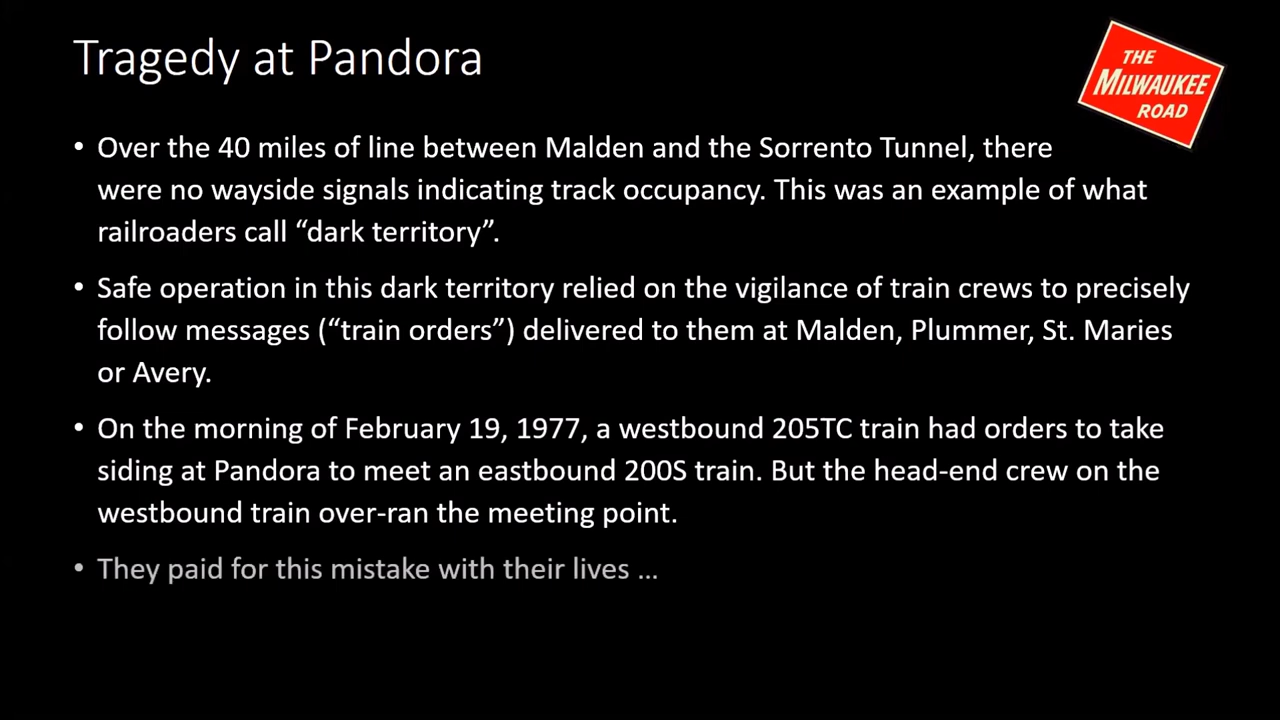 Tragedy at Pandora
THE
MILWAUKEE
ROAD
• Over the 40 miles of line between Malden and the Sorrento Tunnel, there
were no wayside signals indicating track occupancy. This was an example of what
railroaders call “dark territory”.
• Safe operation in this dark territory relied on the vigilance of train crews to precisely
follow messages (“train orders”) delivered to them at Malden, Plummer, St. Maries
or Avery.
• On the morning of February 19, 1977, a westbound 205TC train had orders to take
siding at Pandora to meet an eastbound 200S train. But the head-end crew on the
westbound train over-ran the meeting point.
• They paid for this mistake with their lives …